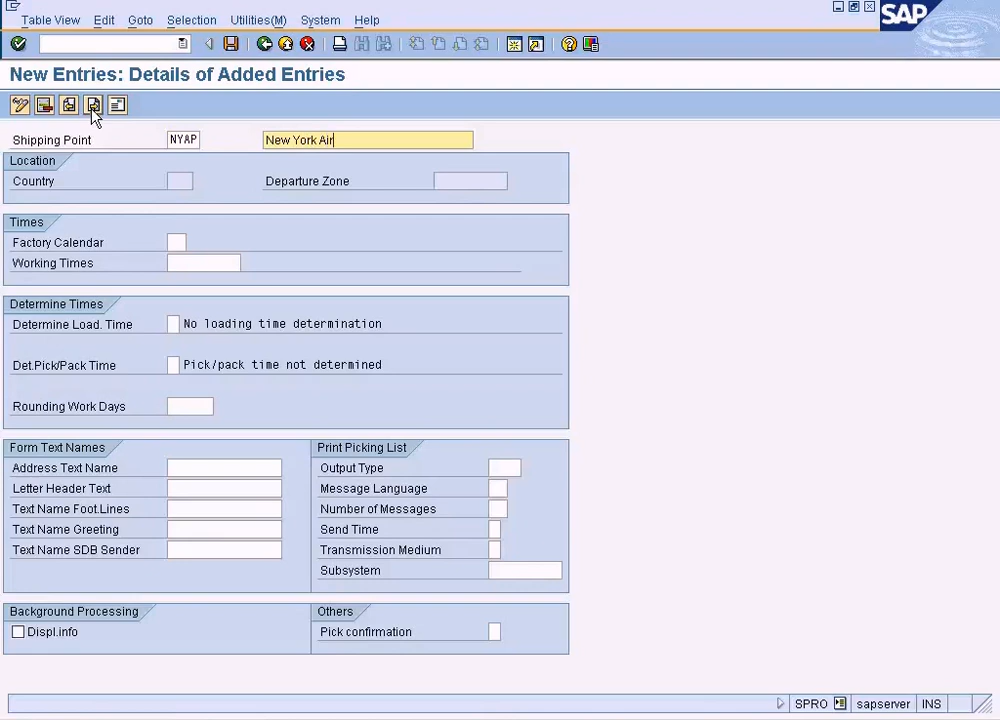 Table View Edit Goto Selection Utilities(M) System Help
SAP
New Entries: Details of Added Entries
Shipping Point NYAP New York Air
Location
Country Departure Zone
Times
Factory Calendar
Working Times
Determine Times
Determine Load. Time No loading time determination
Det.Pick/Pack Time Pick/pack time not determined
Rounding Work Days
Form Text Names Print Picking List
Address Text Name Output Type
Letter Header Text Message Language
Text Name Foot.Lines Number of Messages
Text Name Greeting Send Time
Text Name SDB Sender Transmission Medium
Subsystem
Background Processing Others
Displ.info Pick confirmation
SPRO sapserver INS